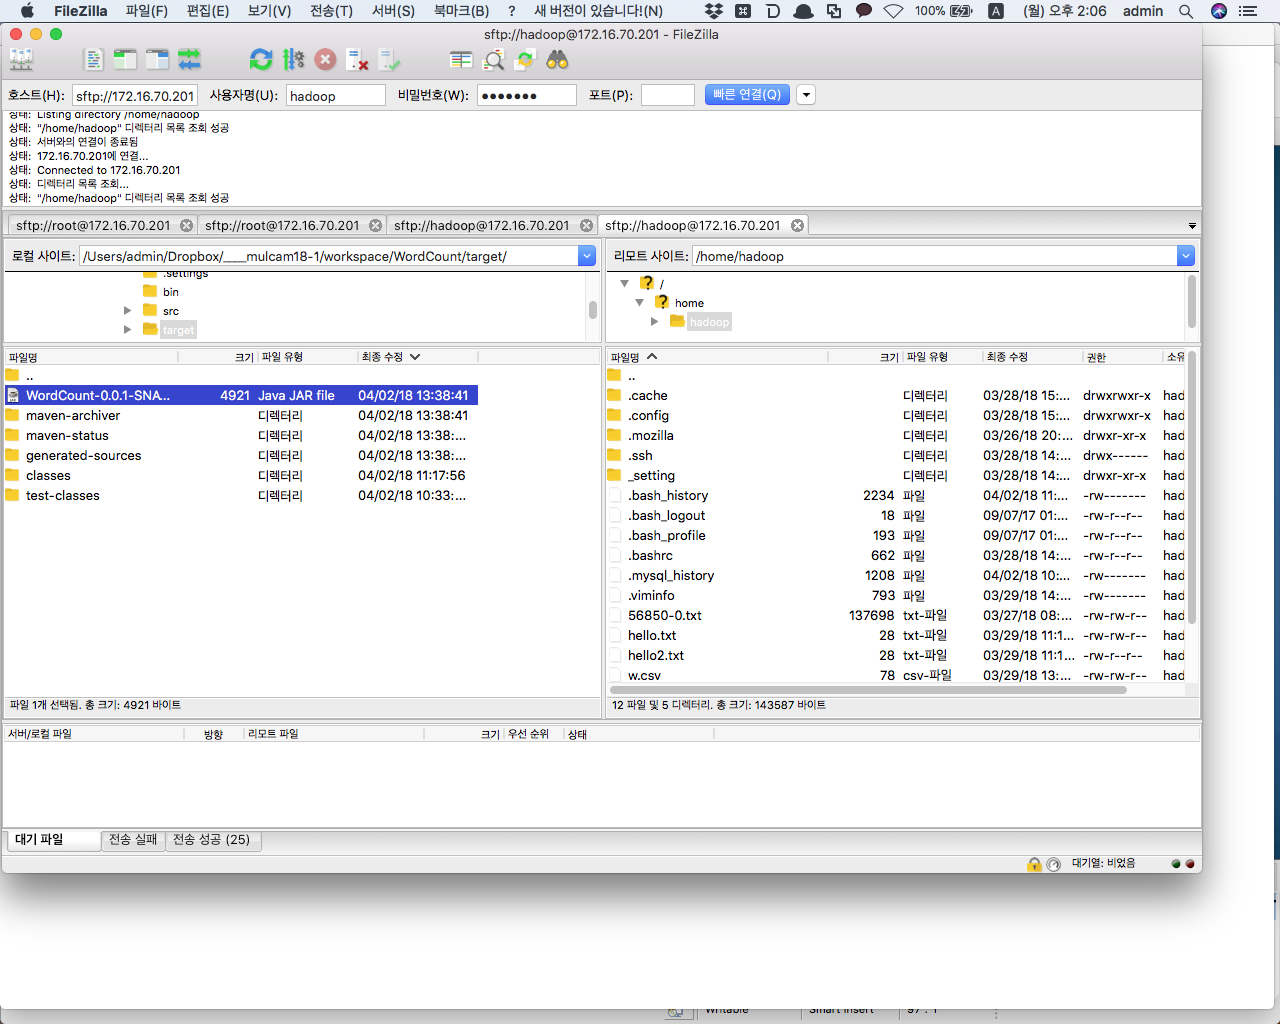 FileZilla 파일(F) 편집(E) 보기(V) 전송(T) 서버(S) 북마크(B) ? 새 버전이 있습니다!(N) 100% A (월) 오후 2:06 admin
sftp://hadoop@172.16.70.201 - FileZilla
호스트(H): sftp://172.16.70.201 사용자명(U): hadoop 비밀번호(W): ●●●●●●● 포트(P): 빠른 연결(Q)
상태: Listing directory /home/hadoop
상태: "/home/hadoop" 디렉터리 목록 조회 성공
상태: 서버와의 연결이 종료됨
상태: 172.16.70.201에 연결...
상태: Connected to 172.16.70.201
상태: 디렉터리 목록 조회...
상태: "/home/hadoop" 디렉터리 목록 조회 성공
sftp://root@172.16.70.201 sftp://root@172.16.70.201 sftp://hadoop@172.16.70.201 sftp://hadoop@172.16.70.201
로컬 사이트: /Users/admin/Dropbox/____mulcam18-1/workspace/WordCount/target/
.settings
bin
src
target
파일명 크기 파일 유형 최종 수정
..
WordCount-0.0.1-SNA... 4921 Java JAR file 04/02/18 13:38:41
maven-archiver 디렉터리 04/02/18 13:38:41
maven-status 디렉터리 04/02/18 13:38:...
generated-sources 디렉터리 04/02/18 13:38:...
classes 디렉터리 04/02/18 11:17:56
test-classes 디렉터리 04/02/18 10:33:...
파일 1개 선택됨. 총 크기: 4921 바이트
리모트 사이트: /home/hadoop
/
home
hadoop
파일명 크기 파일 유형 최종 수정 권한 소유
..
.cache 디렉터리 03/28/18 15:... drwxrwxr-x had
.config 디렉터리 03/28/18 15:... drwxrwxr-x had
.mozilla 디렉터리 03/26/18 20:... drwxr-xr-x had
.ssh 디렉터리 03/28/18 14:... drwx------ had
_setting 디렉터리 03/28/18 14:... drwxr-xr-x had
.bash_history 2234 파일 04/02/18 11:... -rw------- had
.bash_logout 18 파일 09/07/17 01:... -rw-r--r-- had
.bash_profile 193 파일 09/07/17 01:... -rw-r--r-- had
.bashrc 662 파일 03/28/18 14:... -rw-r--r-- had
.mysql_history 1208 파일 04/02/18 10:... -rw------- had
.viminfo 793 파일 03/29/18 14:... -rw------- had
56850-0.txt 137698 txt-파일 03/27/18 08:... -rw-rw-r-- had
hello.txt 28 txt-파일 03/29/18 11:1... -rw-rw-r-- had
hello2.txt 28 txt-파일 03/29/18 11:1... -rw-rw-r-- had
w.csv 78 csv-파일 03/29/18 13:... -rw-rw-r-- had
12 파일 및 5 디렉터리. 총 크기: 143587 바이트
서버/로컬 파일 방향 리모트 파일 크기 우선 순위 상태
대기 파일 전송 실패 전송 성공 (25)
대기열: 비었음
Writable Smart Insert 97 : 1